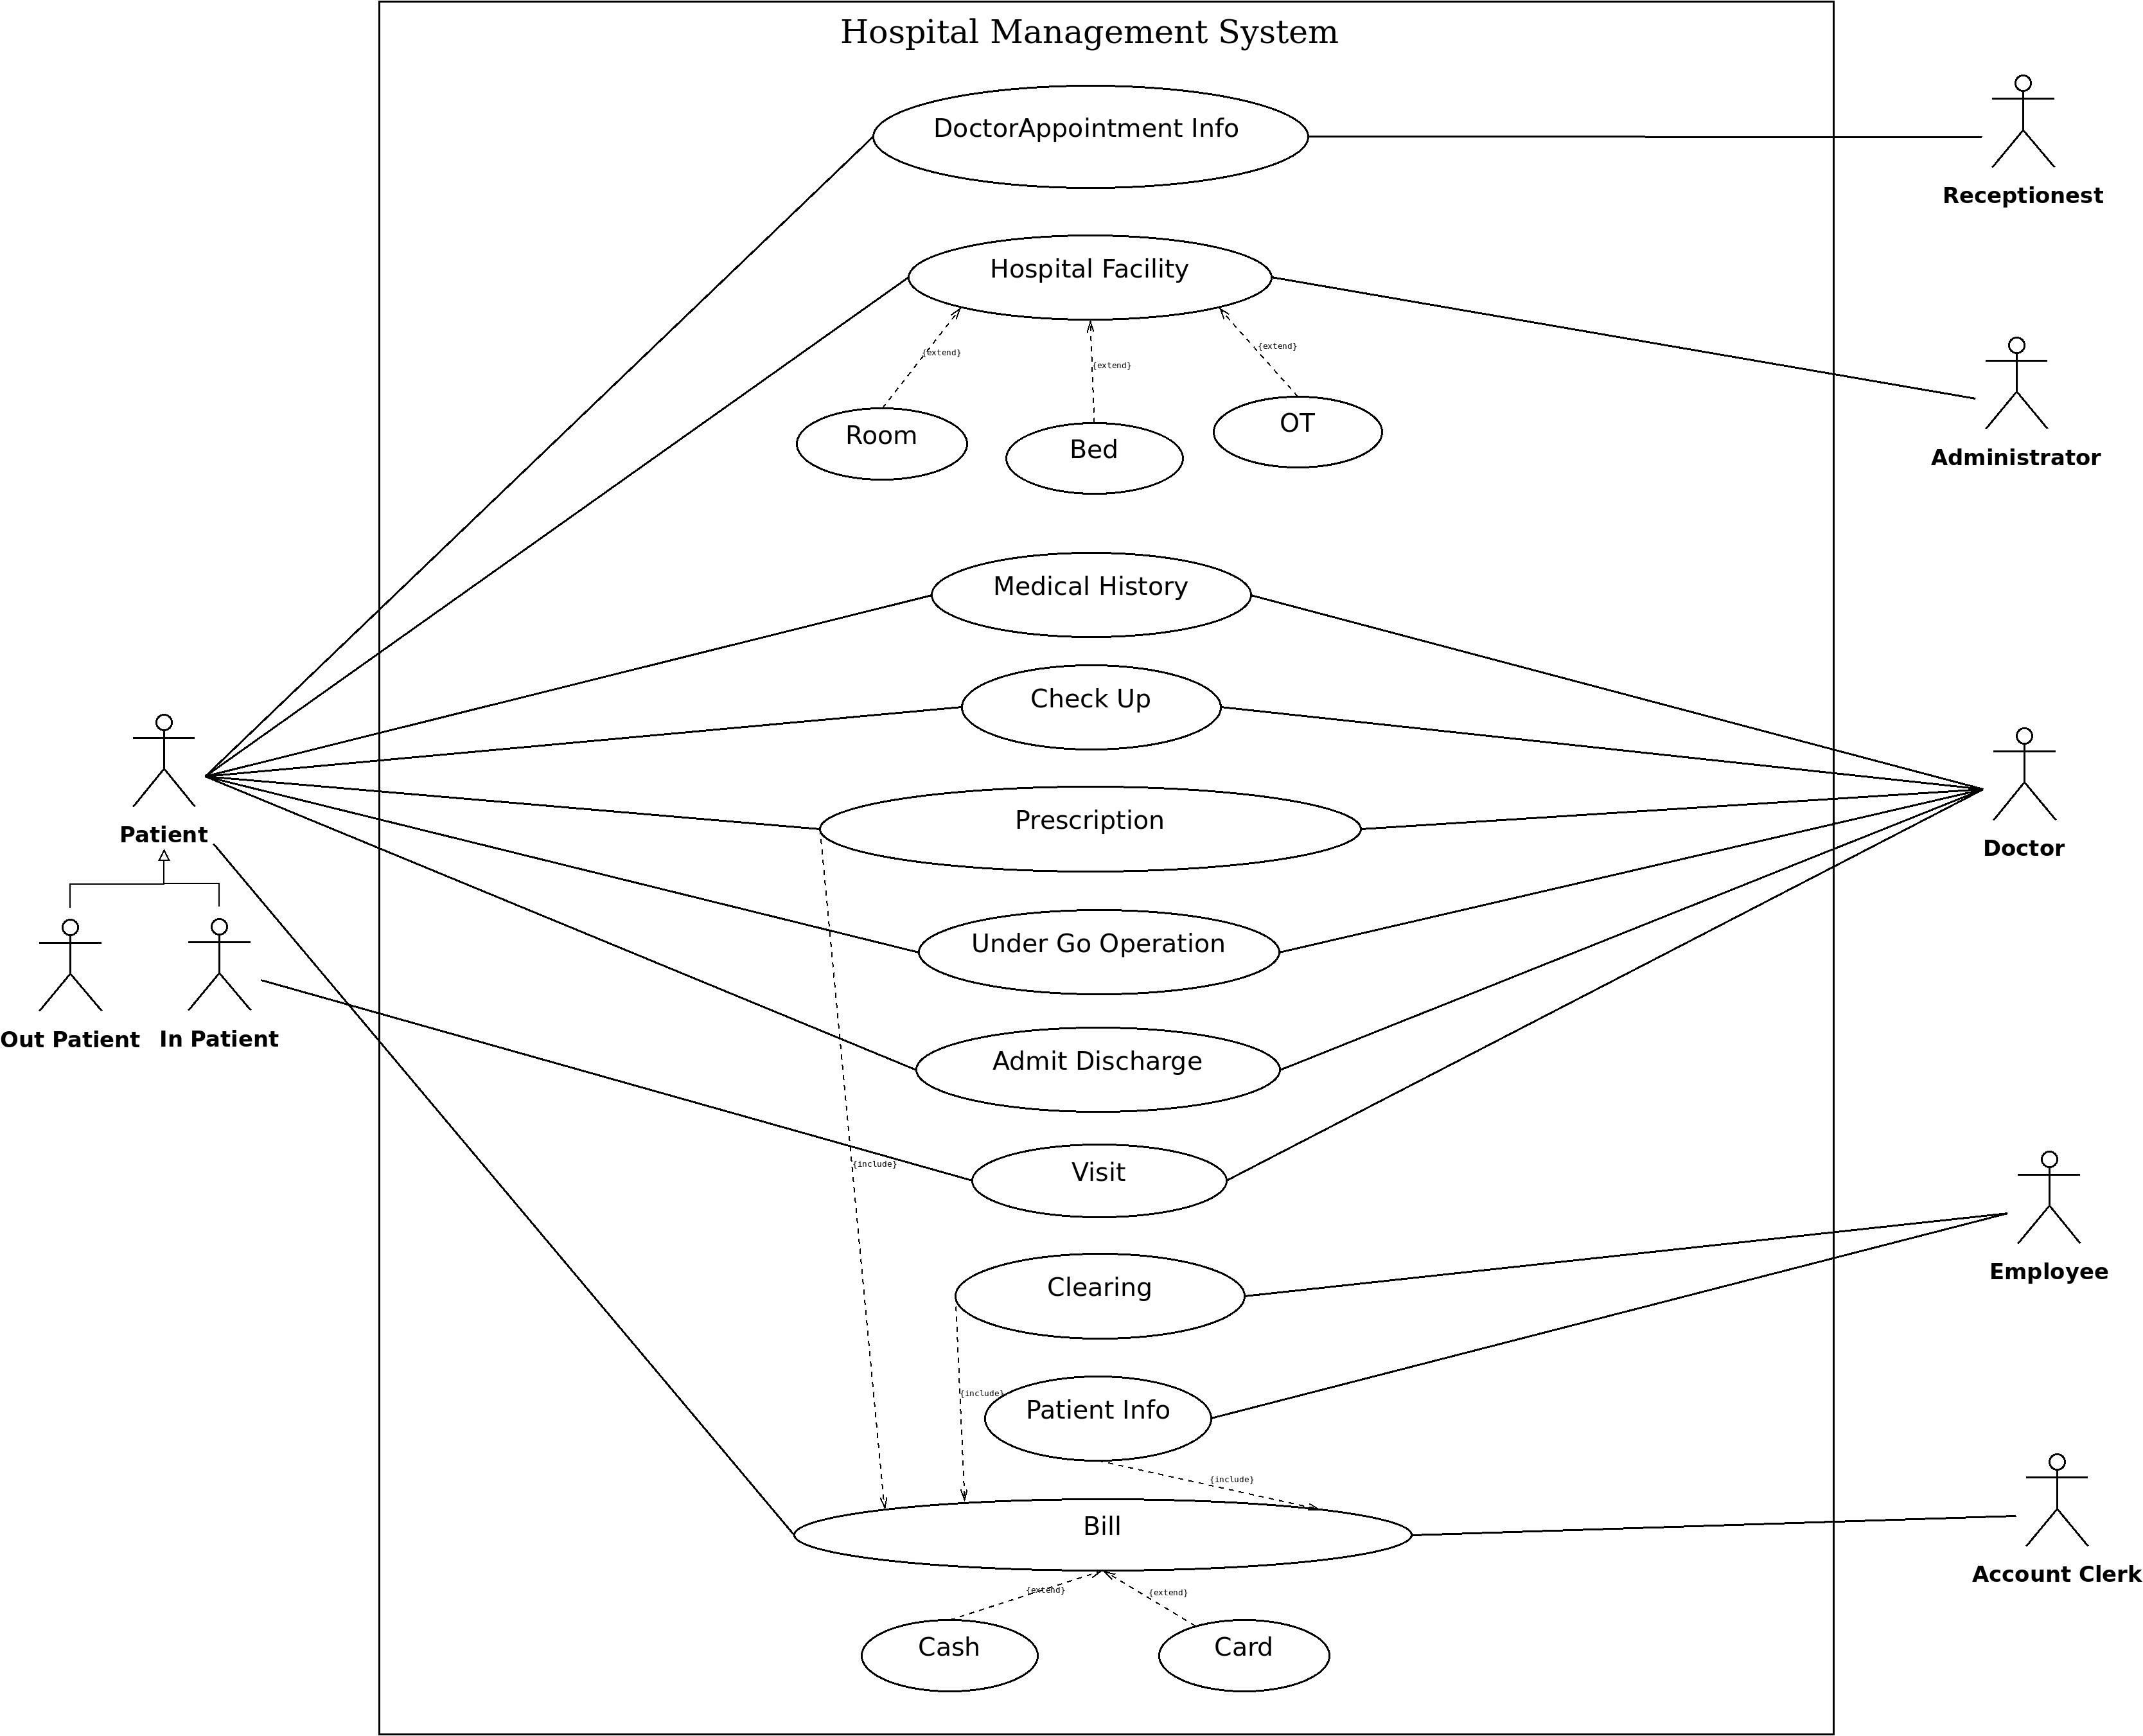 Hospital Management System
DoctorAppointment Info
Receptionest
Hospital Facility
{extend}
{extend}
{extend}
Room
Bed
OT
Administrator
Medical History
Check Up
Prescription
Patient
Doctor
Under Go Operation
Out Patient
In Patient
Admit Discharge
{include}
Visit
Clearing
Employee
{include}
Patient Info
{include}
Bill
Account Clerk
{extend}
{extend}
Cash
Card